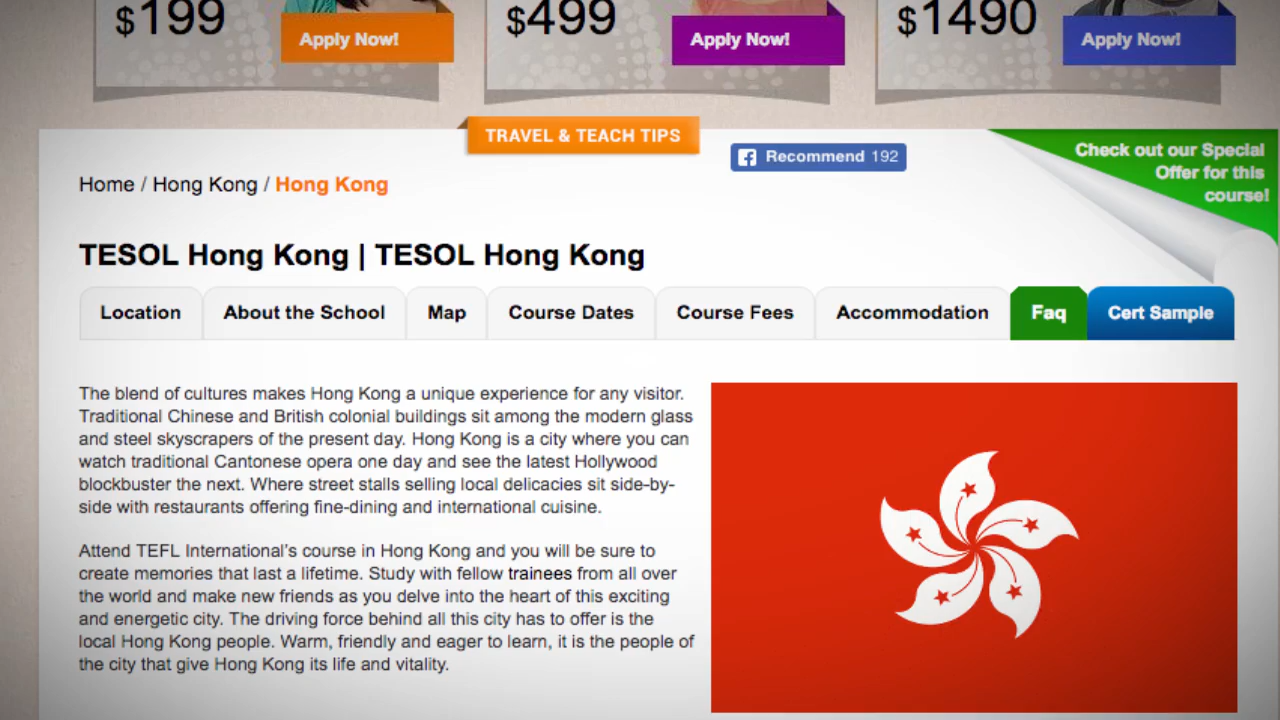 $199
Apply Now!
$499
Apply Now!
$1490
Apply Now!
TRAVEL & TEACH TIPS
Recommend 192
Check out our Special
Offer for this
course!
Home / Hong Kong / Hong Kong
TESOL Hong Kong | TESOL Hong Kong
Location
About the School
Map
Course Dates
Course Fees
Accommodation
Faq
Cert Sample
The blend of cultures makes Hong Kong a unique experience for any visitor.
Traditional Chinese and British colonial buildings sit among the modern glass
and steel skyscrapers of the present day. Hong Kong is a city where you can
watch traditional Cantonese opera one day and see the latest Hollywood
blockbuster the next. Where street stalls selling local delicacies sit side-by-
side with restaurants offering fine-dining and international cuisine.
Attend TEFL International's course in Hong Kong and you will be sure to
create memories that last a lifetime. Study with fellow trainees from all over
the world and make new friends as you delve into the heart of this exciting
and energetic city. The driving force behind all this city has to offer is the
local Hong Kong people. Warm, friendly and eager to learn, it is the people of
the city that give Hong Kong its life and vitality.